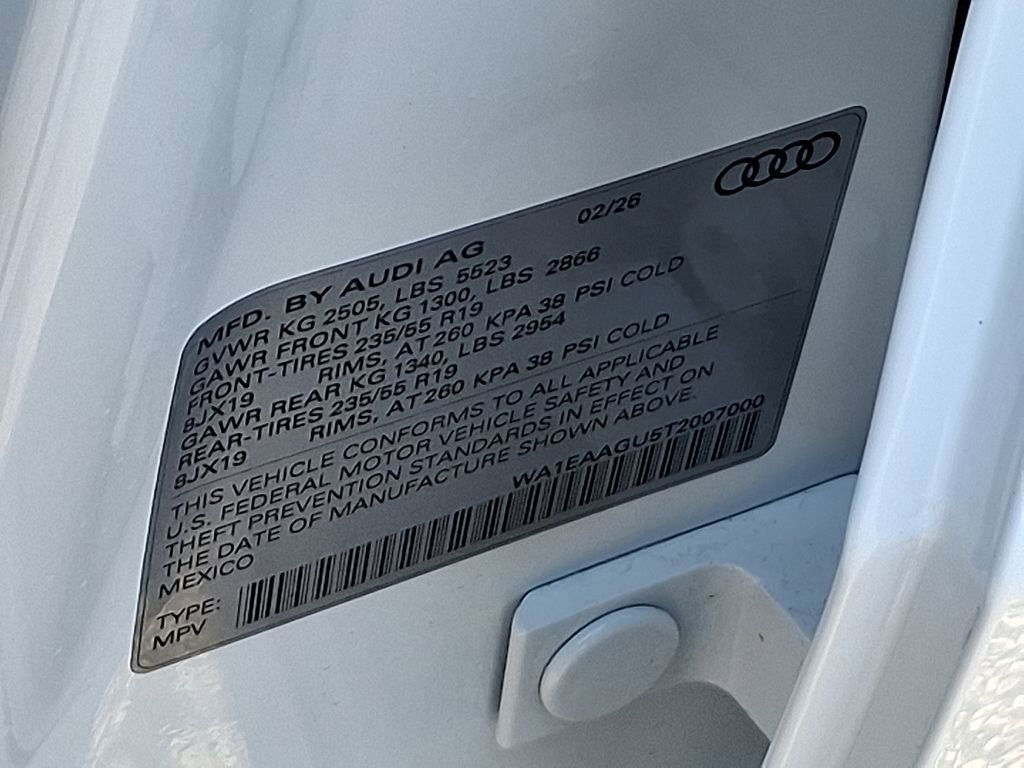 02/26
MFD. BY AUDI AG
GVWR KG 2505, LBS 5523
GAWR FRONT KG 1300, LBS 2866
FRONT-TIRES 235/55 R19
8JX19 RIMS, AT 260 KPA 38 PSI COLD
GAWR REAR KG 1340, LBS 2954
REAR-TIRES 235/55 R19
8JX19 RIMS, AT 260 KPA 38 PSI COLD
THIS VEHICLE CONFORMS TO ALL APPLICABLE
U.S. FEDERAL MOTOR VEHICLE SAFETY AND
THEFT PREVENTION STANDARDS IN EFFECT ON
THE DATE OF MANUFACTURE SHOWN ABOVE.
MEXICO
WA1EAAGU5T2007000
TYPE:
MPV